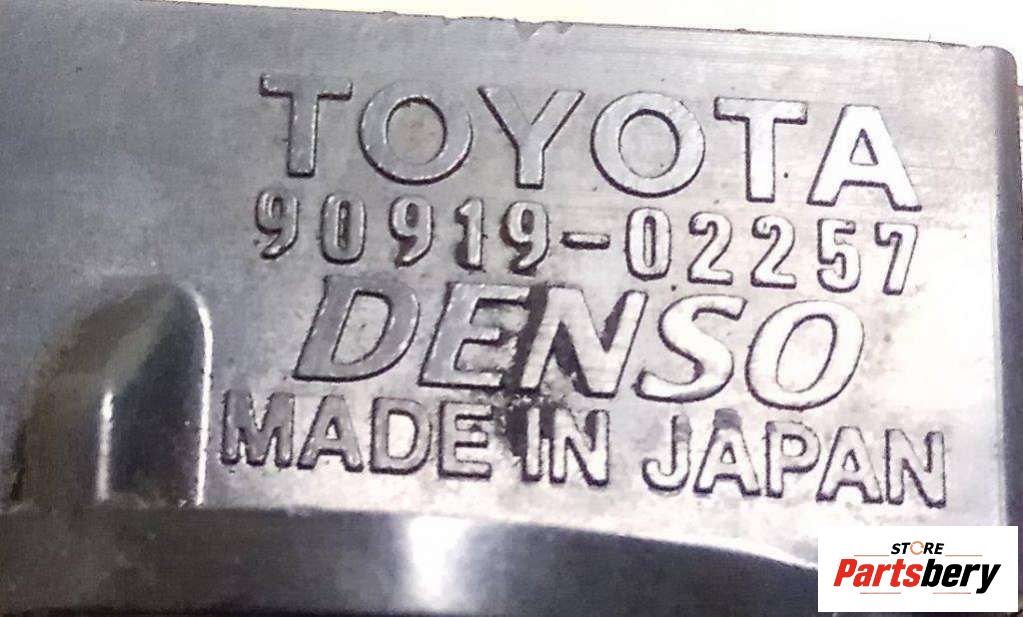 TOYOTA
90919-02257
DENSO
MADE IN JAPAN
STORE
Partsbery